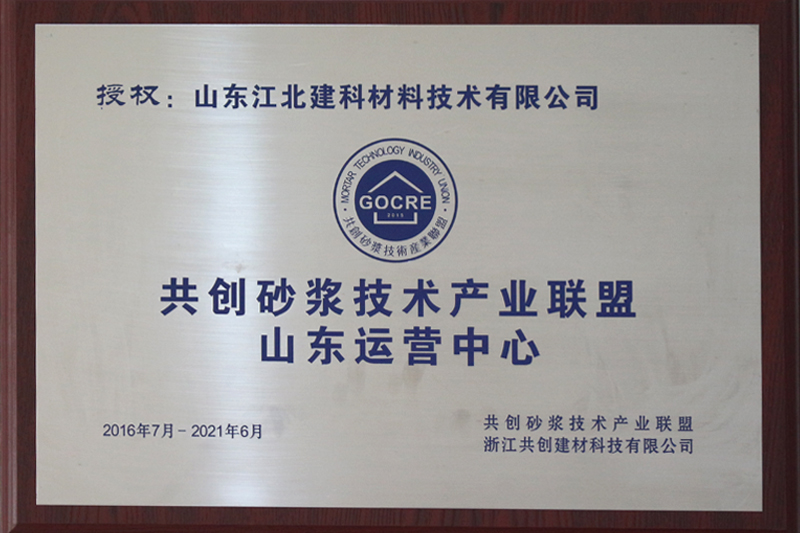 授权：山东江北建科材料技术有限公司
MORTAR TECHNOLOGY INDUSTRY UNION
GOCRE
2015
共創砂漿技術產業聯盟
共创砂浆技术产业联盟
山东运营中心
2016年7月－2021年6月
共创砂浆技术产业联盟
浙江共创建材科技有限公司